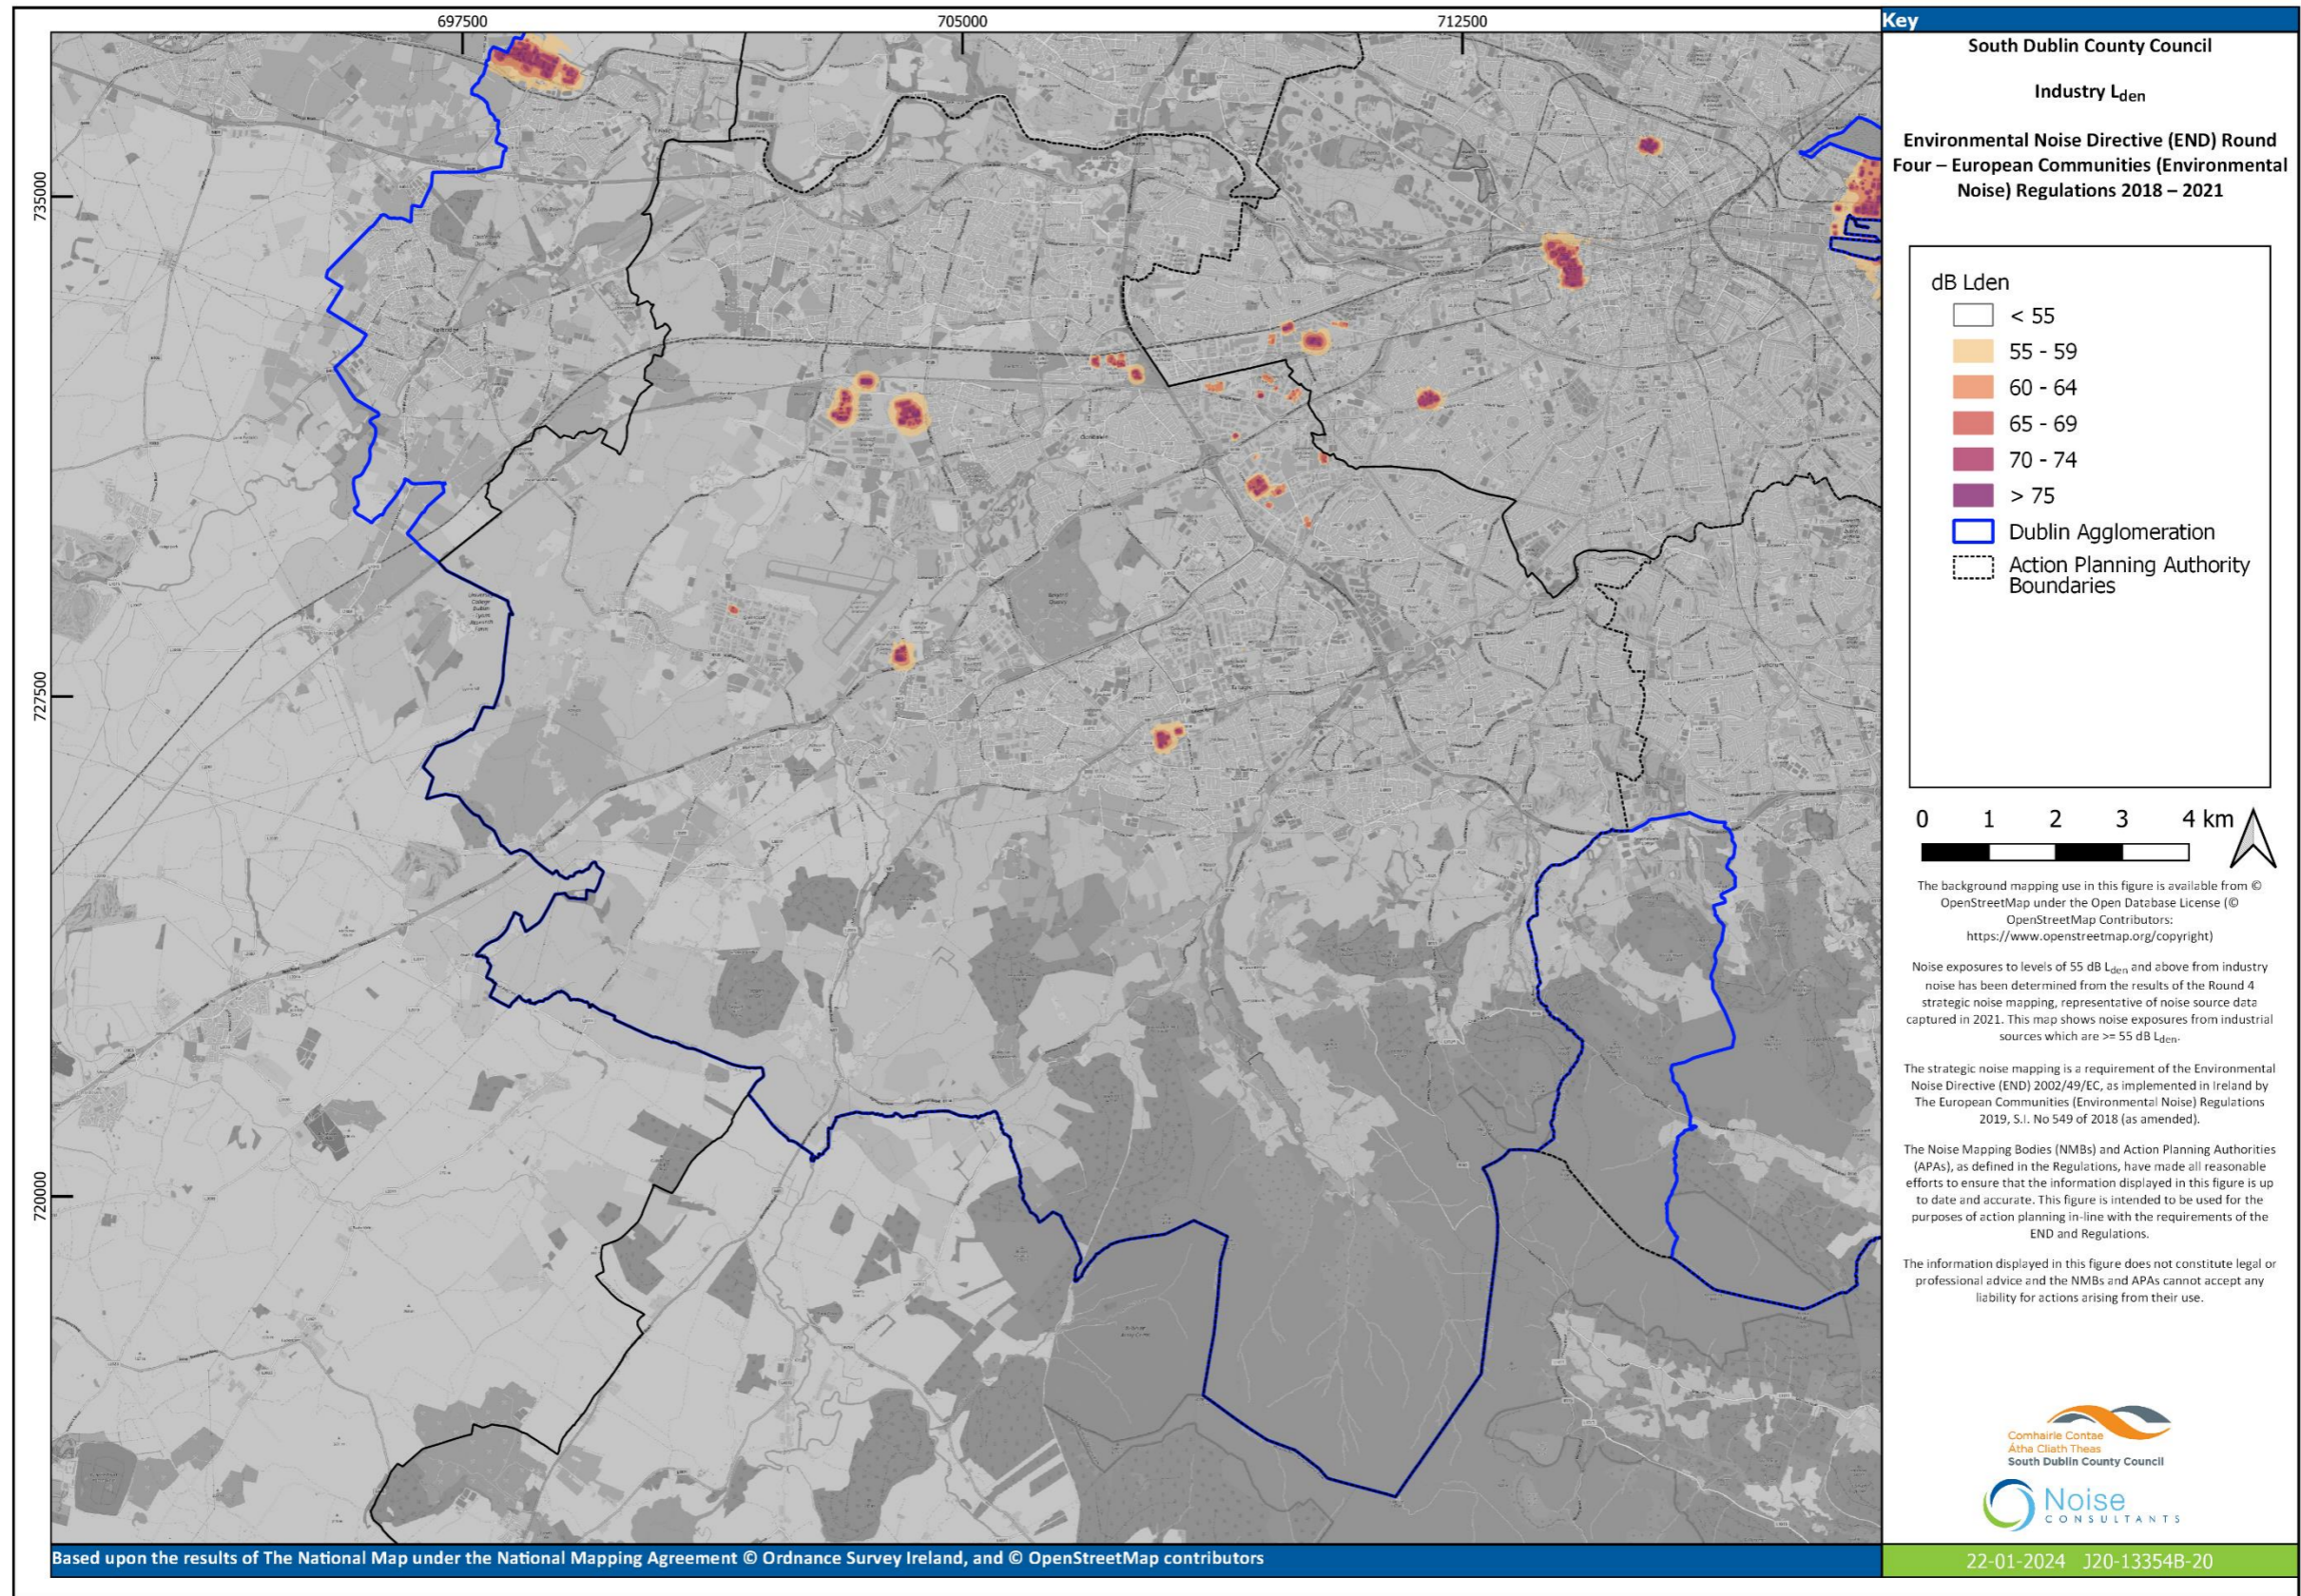 697500
705000
712500
735000
727500
720000
Key
South Dublin County Council
Industry Lden
Environmental Noise Directive (END) Round
Four – European Communities (Environmental
Noise) Regulations 2018 – 2021
dB Lden
< 55
55 - 59
60 - 64
65 - 69
70 - 74
> 75
Dublin Agglomeration
Action Planning Authority
Boundaries
0 1 2 3 4 km
The background mapping use in this figure is available from ©
OpenStreetMap under the Open Database License (©
OpenStreetMap Contributors:
https://www.openstreetmap.org/copyright)
Noise exposures to levels of 55 dB Lden and above from industry
noise has been determined from the results of the Round 4
strategic noise mapping, representative of noise source data
captured in 2021. This map shows noise exposures from industrial
sources which are >= 55 dB Lden.
The strategic noise mapping is a requirement of the Environmental
Noise Directive (END) 2002/49/EC, as implemented in Ireland by
The European Communities (Environmental Noise) Regulations
2019, S.I. No 549 of 2018 (as amended).
The Noise Mapping Bodies (NMBs) and Action Planning Authorities
(APAs), as defined in the Regulations, have made all reasonable
efforts to ensure that the information displayed in this figure is up
to date and accurate. This figure is intended to be used for the
purposes of action planning in-line with the requirements of the
END and Regulations.
The information displayed in this figure does not constitute legal or
professional advice and the NMBs and APAs cannot accept any
liability for actions arising from their use.
Comhairle Contae
Átha Cliath Theas
South Dublin County Council
Noise
CONSULTANTS
Based upon the results of The National Map under the National Mapping Agreement © Ordnance Survey Ireland, and © OpenStreetMap contributors
22-01-2024 J20-13354B-20